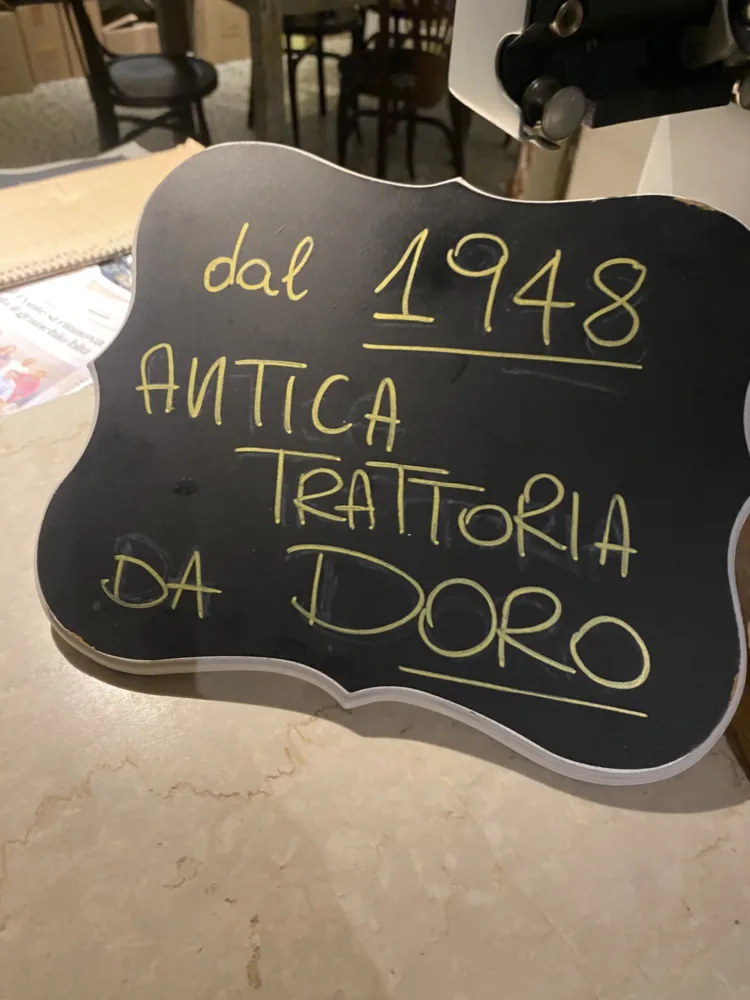 dal 1948
ANTICA
TRATTORIA
DA DORO